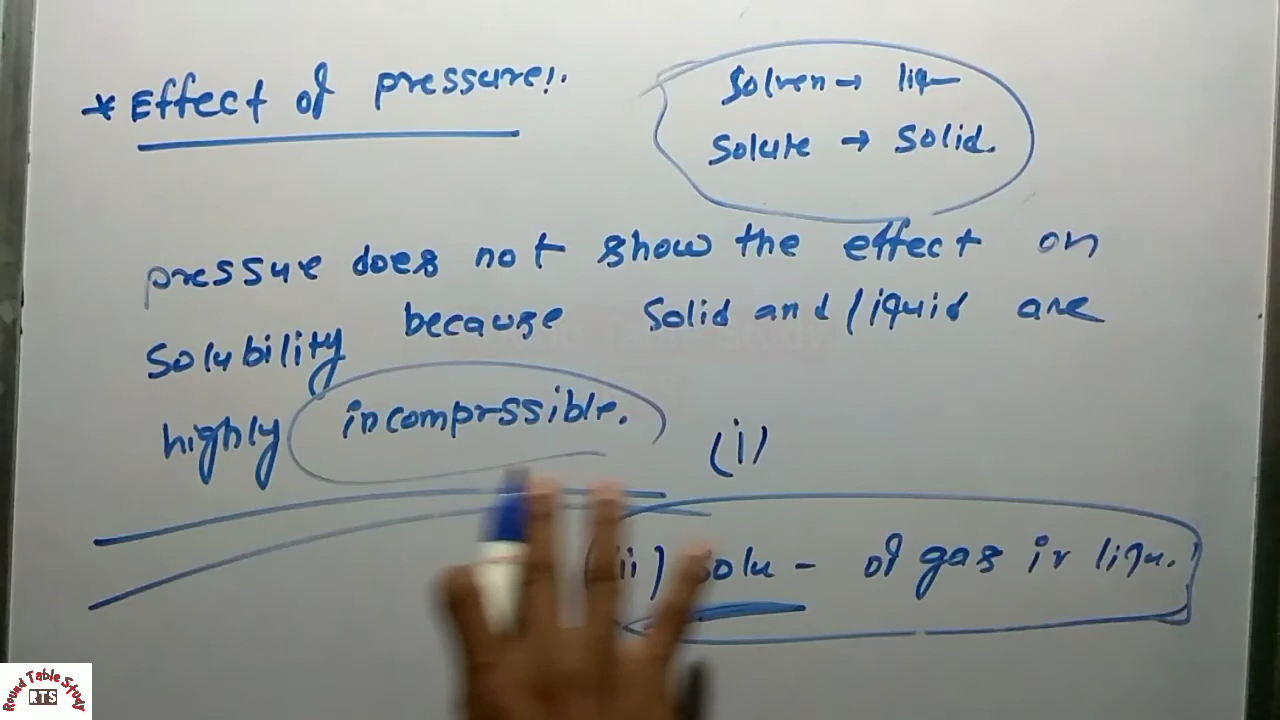 * Effect of pressure!.
Solven → liq
Solute → Solid.
pressure does not show the effect on
Solubility because Solid and liquid are
highly incomprssible.
(i)
ii) Solu - of gas in liqu.
Round Table Study
RTS